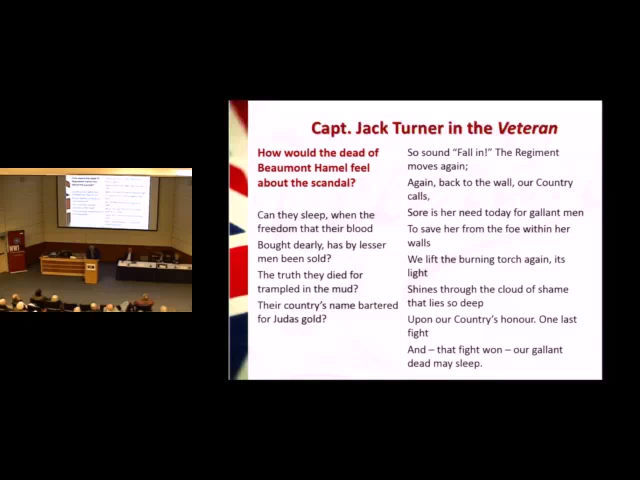 Capt. Jack Turner in the Veteran
How would the dead of
Beaumont Hamel feel
about the scandal?
Can they sleep, when the
freedom that their blood
Bought dearly, has by lesser
men been sold?
The truth they died for
trampled in the mud?
Their country's name bartered
for Judas gold?
So sound “Fall in!” The Regiment
moves again;
Again, back to the wall, our Country
calls,
Sore is her need today for gallant men
To save her from the foe within her
walls
We lift the burning torch again, its
light
Shines through the cloud of shame
that lies so deep
Upon our Country's honour. One last
fight
And – that fight won – our gallant
dead may sleep.